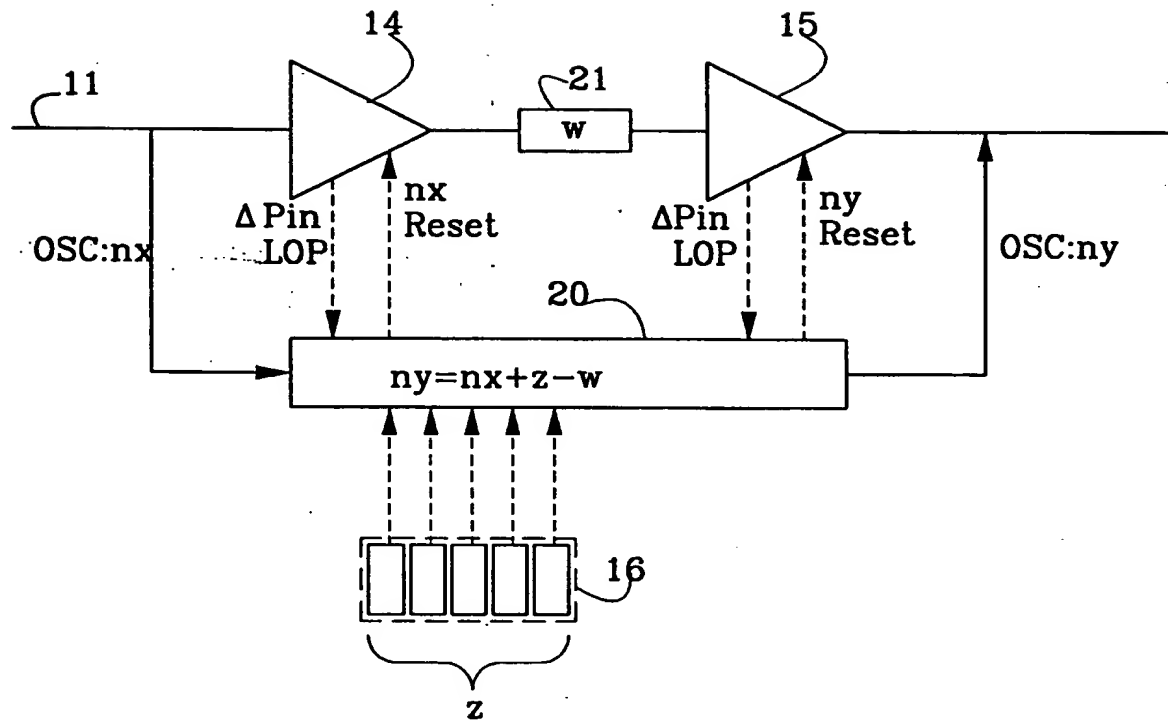 14
15
11
21
w
Δ Pin
LOP
nx
Reset
ΔPin
LOP
ny
Reset
OSC:nx
OSC:ny
20
ny=nx+z-w
16
z